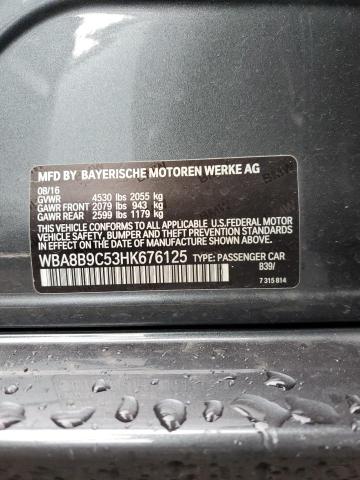 MFD BY BAYERISCHE MOTOREN WERKE AG
08/16
GVWR 4530 lbs 2055 kg
GAWR FRONT 2079 lbs 943 kg
GAWR REAR 2599 lbs 1179 kg
THIS VEHICLE CONFORMS TO ALL APPLICABLE U.S.FEDERAL MOTOR
VEHICLE SAFETY, BUMPER, AND THEFT PREVENTION STANDARDS
IN EFFECT ON THE DATE OF MANUFACTURE SHOWN ABOVE.
WBA8B9C53HK676125 TYPE: PASSENGER CAR
B39/
7 315 814